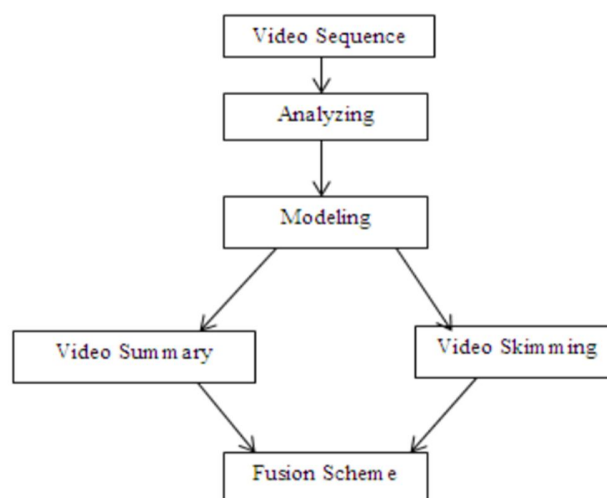 Video Sequence
Analyzing
Modeling
Video Summary
Video Skimming
Fusion Scheme